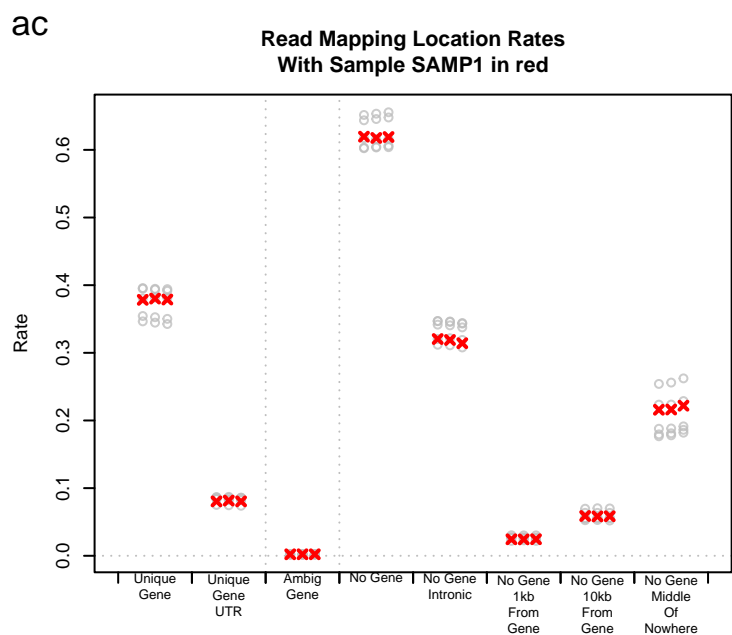 ac
Read Mapping Location Rates
With Sample SAMP1 in red
Rate
0.6
0.5
0.4
0.3
0.2
0.1
0.0
Unique
Gene
Unique
Gene
UTR
Ambig
Gene
No Gene
No Gene
Intronic
No Gene
1kb
From
Gene
No Gene
10kb
From
Gene
No Gene
Middle
Of
Nowhere